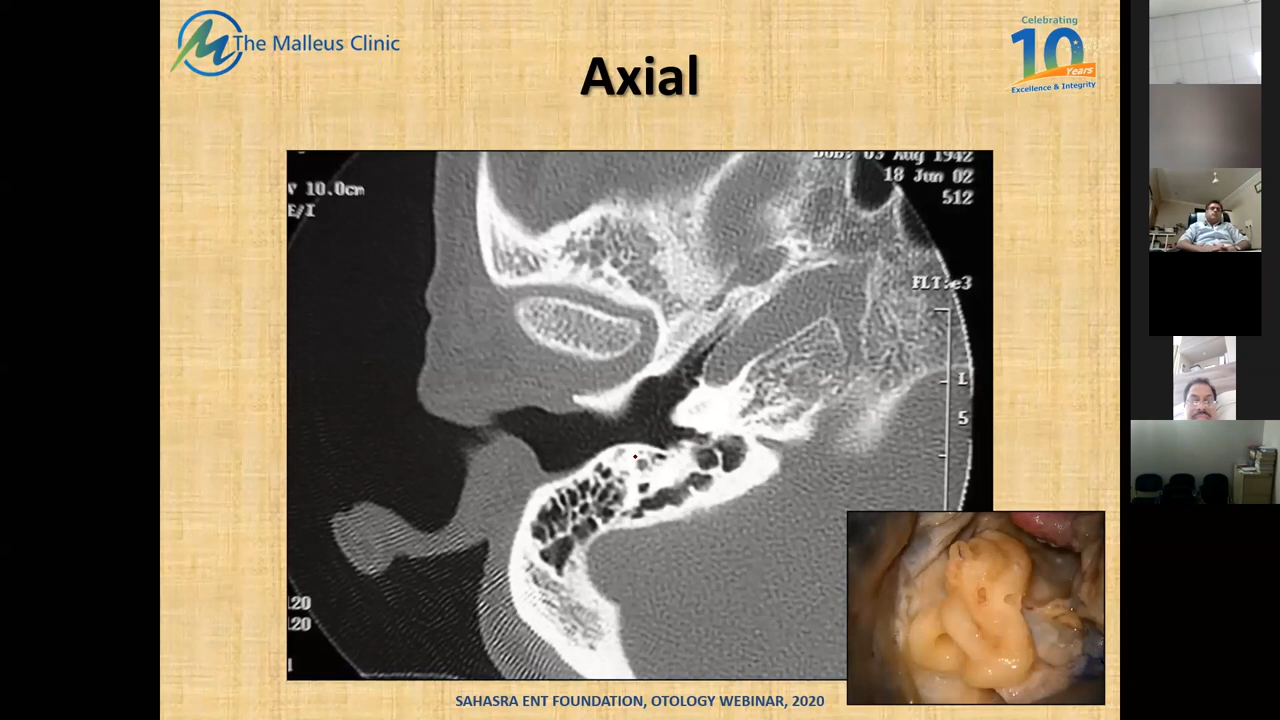 The Malleus Clinic
Celebrating
10
Years
Excellence & Integrity
Axial
DOB: 03 Aug 1942
18 Jun 02
512
V 10.0cm
E/I
FLT:e3
L
5
120
120
SAHASRA ENT FOUNDATION, OTOLOGY WEBINAR, 2020